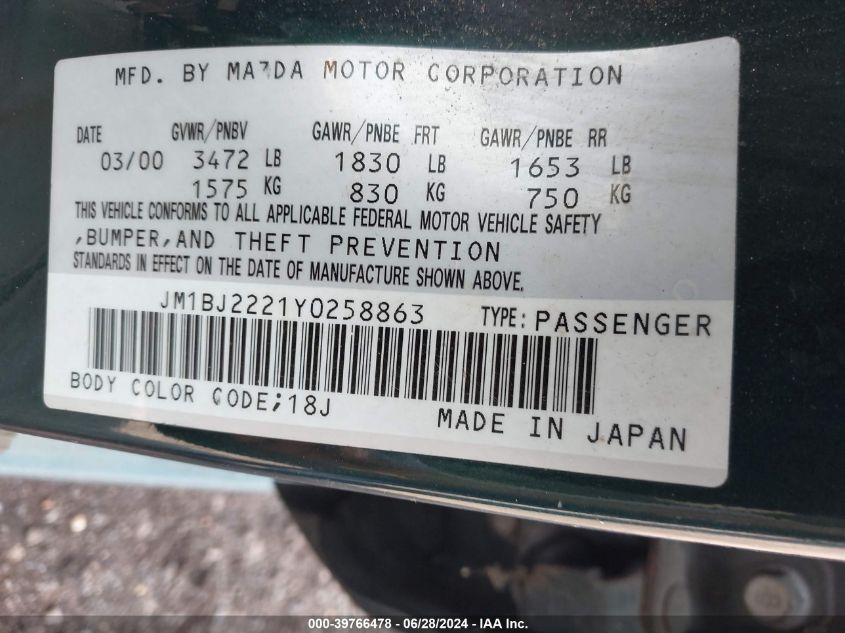 MFD. BY MAZDA MOTOR CORPORATION
DATE GVWR/PNBV GAWR/PNBE FRT GAWR/PNBE RR
03/00 3472 LB 1830 LB 1653 LB
1575 KG 830 KG 750 KG
THIS VEHICLE CONFORMS TO ALL APPLICABLE FEDERAL MOTOR VEHICLE SAFETY
,BUMPER,AND THEFT PREVENTION
STANDARDS IN EFFECT ON THE DATE OF MANUFACTURE SHOWN ABOVE.
JM1BJ2221Y0258863 TYPE: PASSENGER
BODY COLOR CODE;18J
MADE IN JAPAN
000-39766478 - 06/28/2024 - IAA Inc.